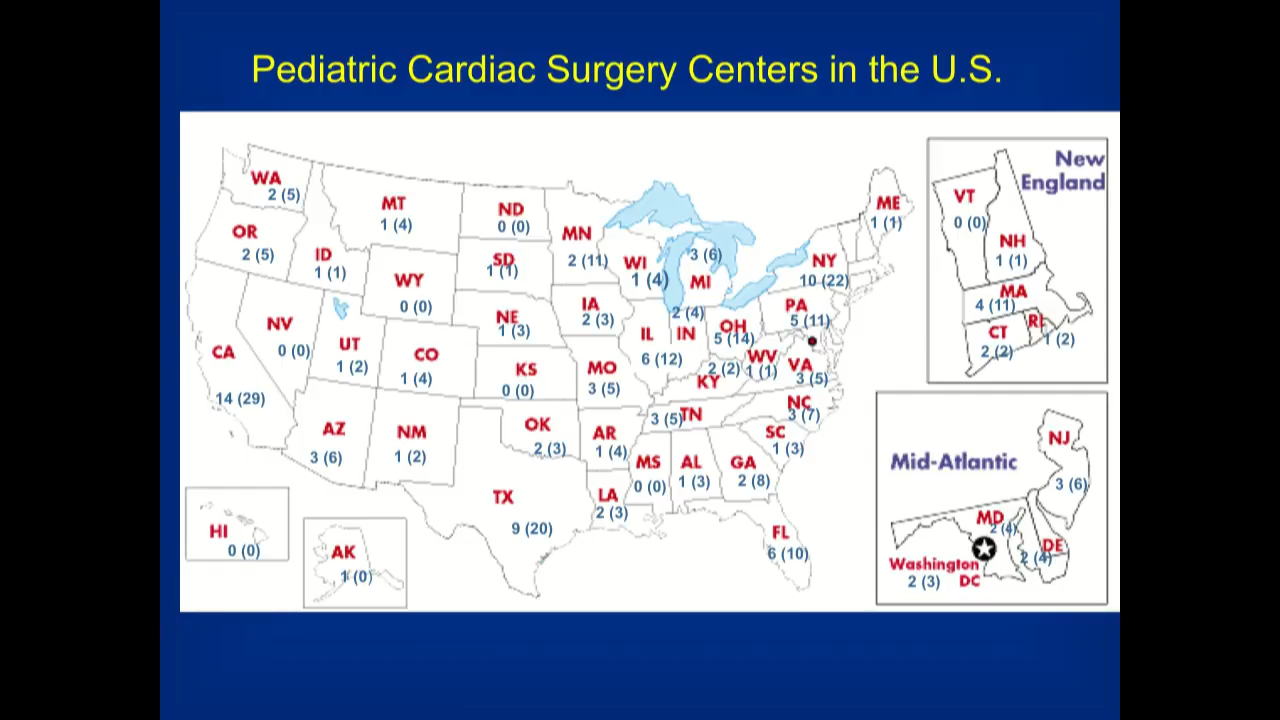 Pediatric Cardiac Surgery Centers in the U.S.
WA
2 (5)
OR
2 (5)
ID
1 (1)
MT
1 (4)
WY
0 (0)
NV
0 (0)
CA
14 (29)
UT
1 (2)
CO
1 (4)
AZ
3 (6)
NM
1 (2)
ND
0 (0)
SD
1 (1)
NE
1 (3)
KS
0 (0)
OK
2 (3)
TX
9 (20)
MN
2 (11)
IA
2 (3)
MO
3 (5)
AR
1 (4)
LA
2 (3)
WI
1 (4)
IL
6 (12)
3 (6)
MI
2 (4)
IN
OH
5 (14)
2 (2)
KY
3 (5) TN
MS
0 (0)
AL
1 (3)
GA
2 (8)
FL
6 (10)
SC
1 (3)
NC
3 (7)
VA
3 (5)
WV
1 (1)
PA
5 (11)
NY
10 (22)
ME
1 (1)
HI
0 (0)
AK
1 (0)
New
England
VT
0 (0)
NH
1 (1)
MA
4 (11)
CT
2 (2)
RI
1 (2)
Mid-Atlantic
NJ
3 (6)
MD
2 (4)
DE
2 (4)
Washington
2 (3) DC